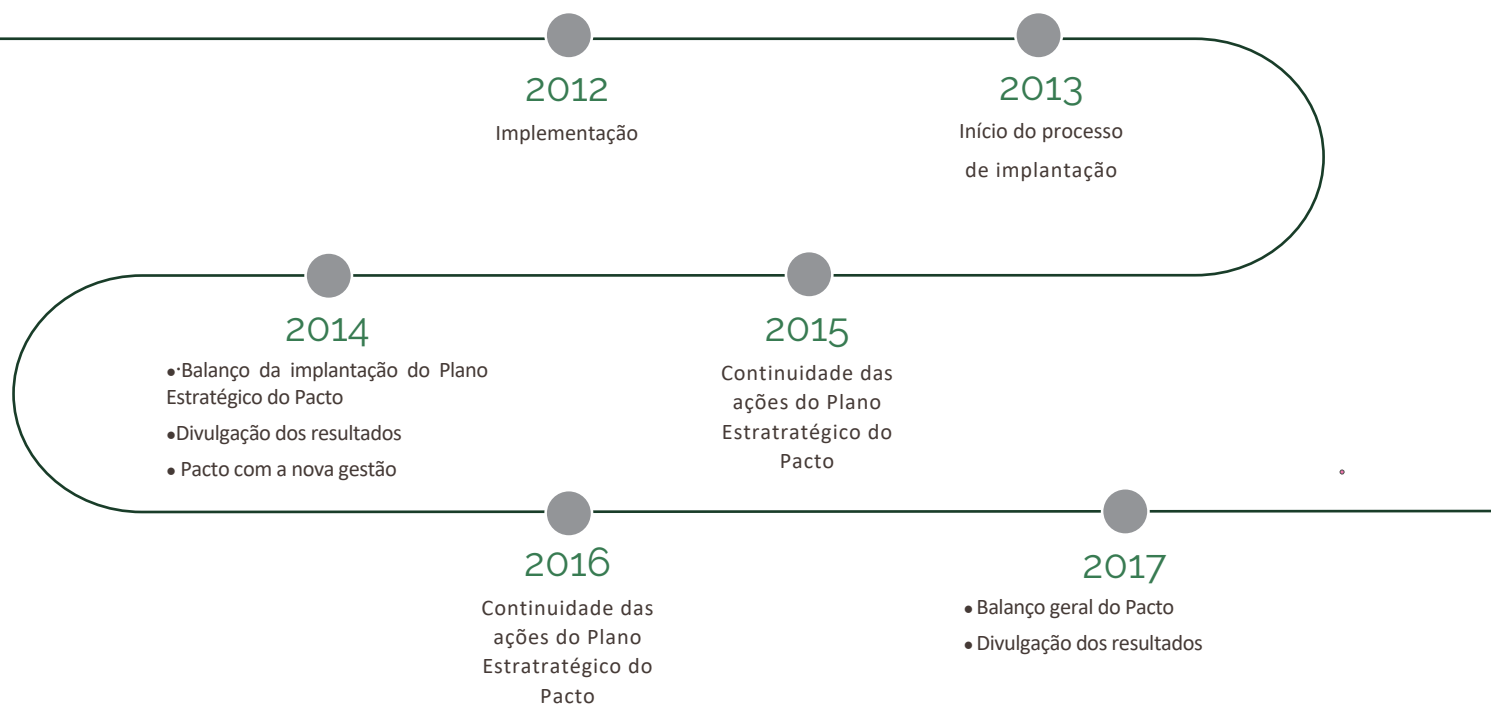 2012
Implementação
2013
Início do processo
de implantação
2014
●·Balanço da implantação do Plano
Estratégico do Pacto
●Divulgação dos resultados
● Pacto com a nova gestão
2015
Continuidade das
ações do Plano
Estratratégico do
Pacto
2016
Continuidade das
ações do Plano
Estratratégico do
Pacto
2017
● Balanço geral do Pacto
● Divulgação dos resultados